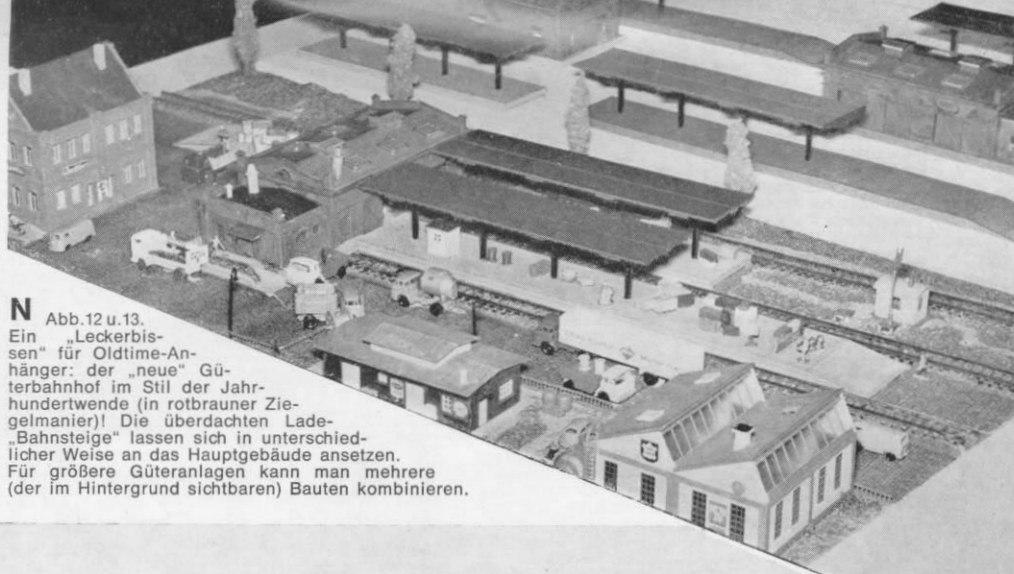 N Abb.12 u.13.
Ein „Leckerbis-
sen“ für Oldtime-An-
hänger: der „neue“ Gü-
terbahnhof im Stil der Jahr-
hundertwende (in rotbrauner Zie-
gelmanier)! Die überdachten Lade-
„Bahnsteige“ lassen sich in unterschied-
licher Weise an das Hauptgebäude ansetzen.
Für größere Güteranlagen kann man mehrere
(der im Hintergrund sichtbaren) Bauten kombinieren.